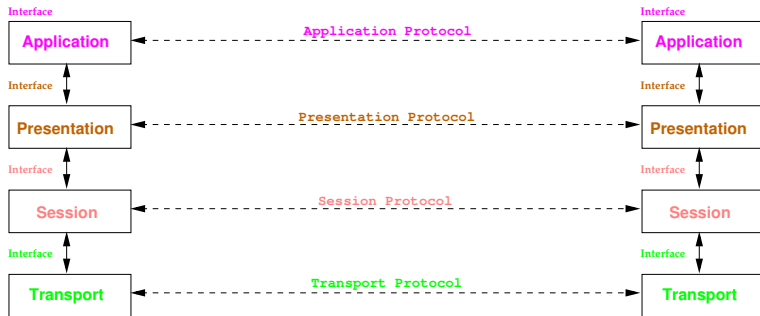 Interface Interface
Application Application Protocol Application
Interface Interface
Presentation Presentation Protocol Presentation
Interface Interface
Session Session Protocol Session
Interface Interface
Transport Transport Protocol Transport